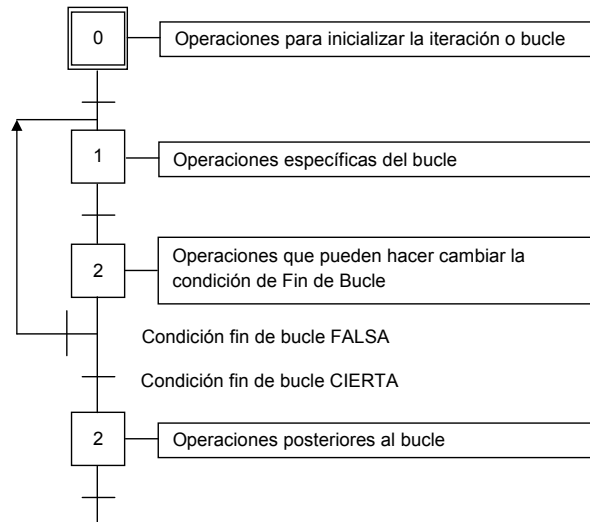 0
Operaciones para inicializar la iteración o bucle
1
Operaciones específicas del bucle
2
Operaciones que pueden hacer cambiar la
condición de Fin de Bucle
Condición fin de bucle FALSA
Condición fin de bucle CIERTA
2
Operaciones posteriores al bucle